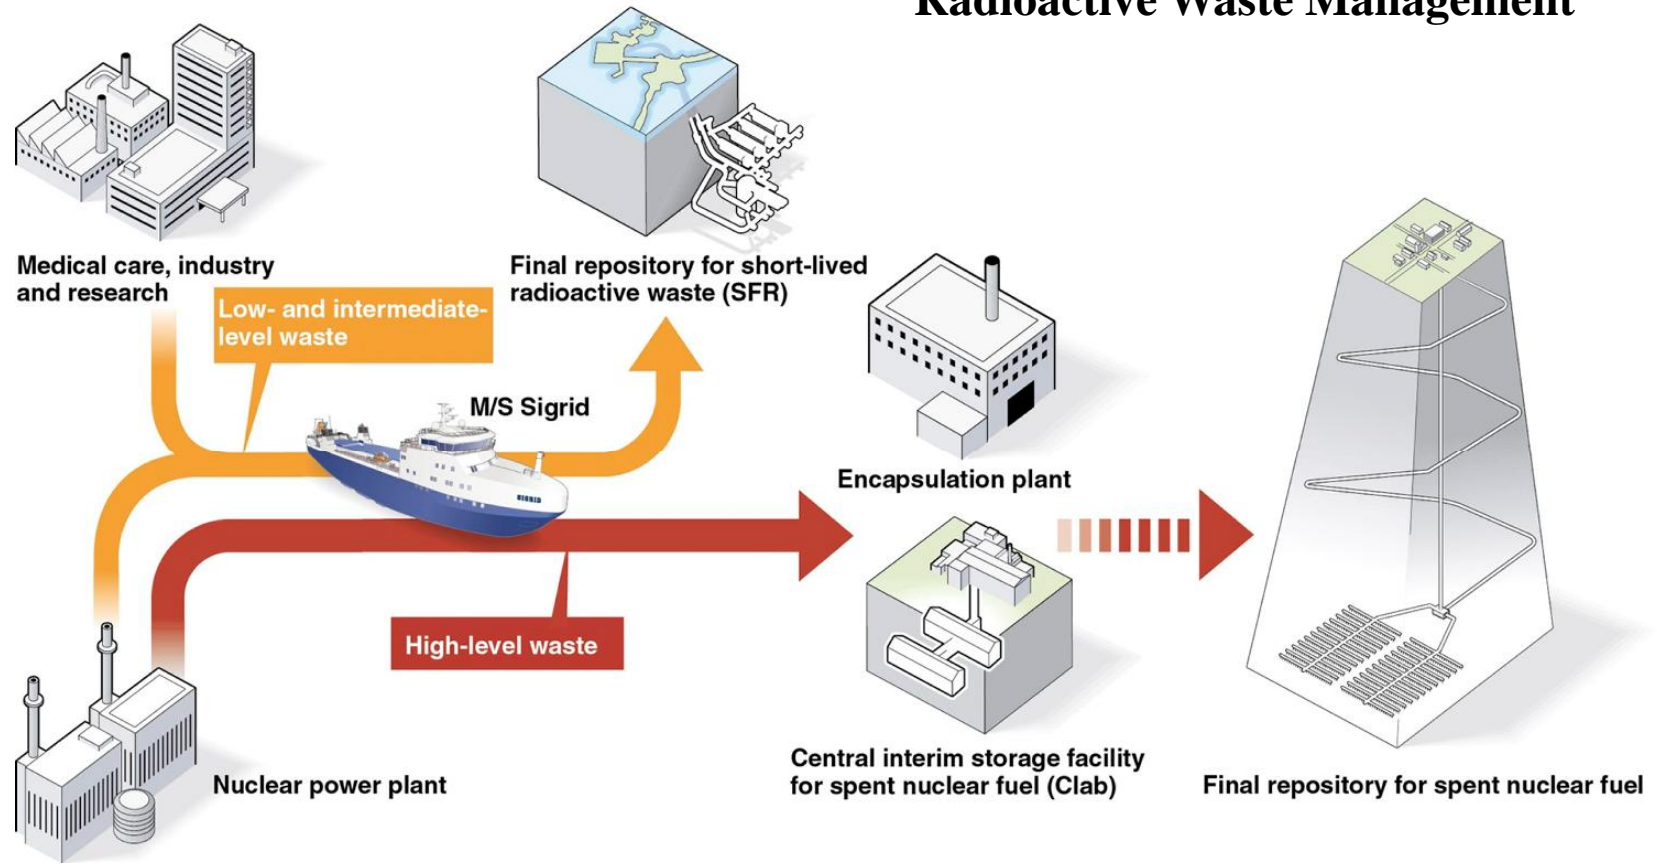 Radioactive Waste Management
Medical care, industry
and research
Final repository for short-lived
radioactive waste (SFR)
Low- and intermediate-
level waste
M/S Sigrid
SIGRID
Encapsulation plant
High-level waste
Central interim storage facility
for spent nuclear fuel (Clab)
Nuclear power plant
Final repository for spent nuclear fuel